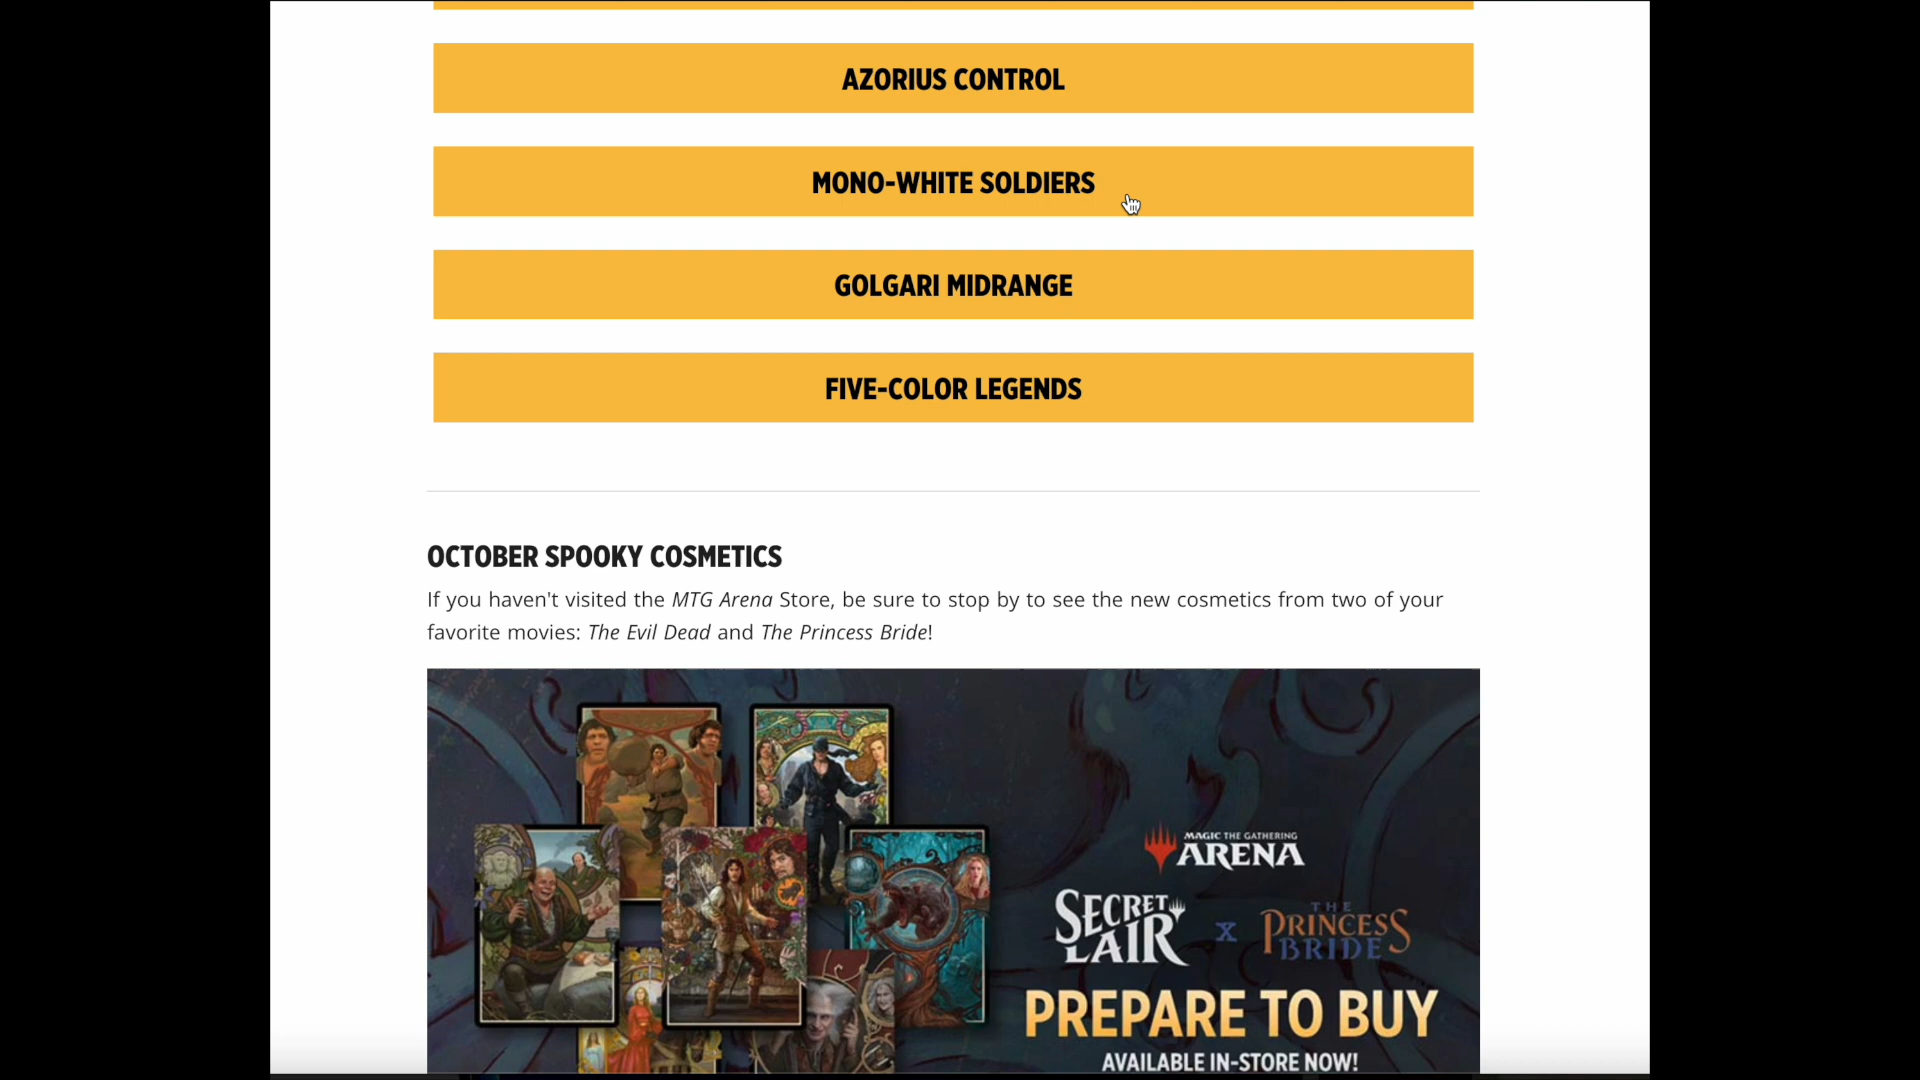 AZORIUS CONTROL
MONO-WHITE SOLDIERS
GOLGARI MIDRANGE
FIVE-COLOR LEGENDS
OCTOBER SPOOKY COSMETICS
If you haven't visited the MTG Arena Store, be sure to stop by to see the new cosmetics from two of your
favorite movies: The Evil Dead and The Princess Bride!
MAGIC THE GATHERING
ARENA
SECRET
LAIR
X
THE
PRINCESS
BRIDE
PREPARE TO BUY
AVAILABLE IN-STORE NOW!